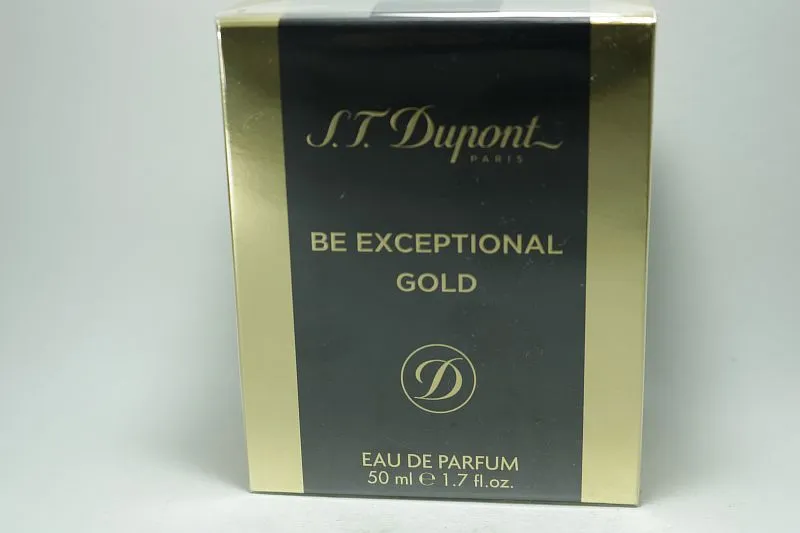 S.T. Dupont
PARIS
BE EXCEPTIONAL
GOLD
D
EAU DE PARFUM
50 ml ℮ 1.7 fl.oz.